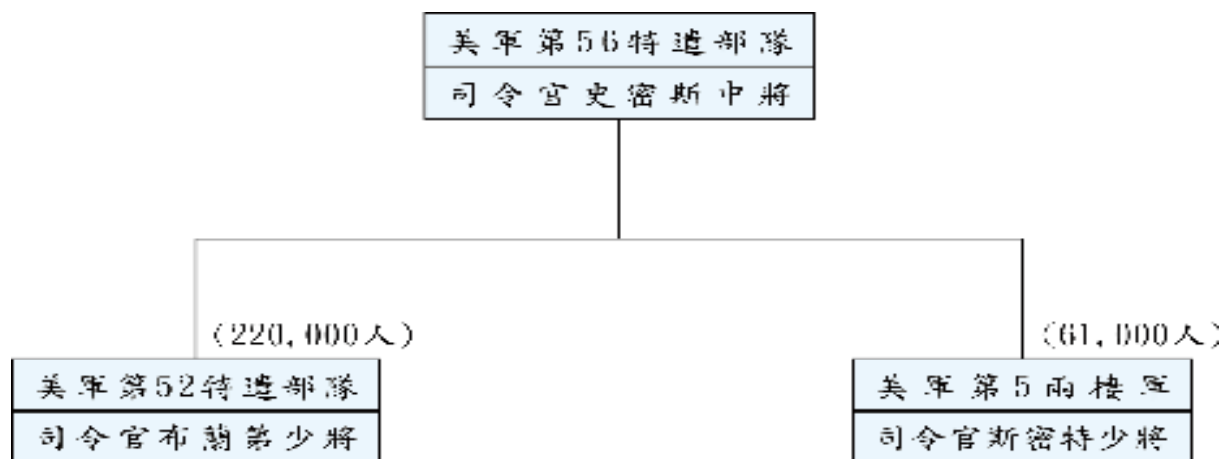 美軍第56特遣部隊
司令官史密斯中將
(220,000人)
(61,000人)
美軍第52特遣部隊
美軍第5兩棲軍
司令官布蘭第少將
司令官斯密特少將